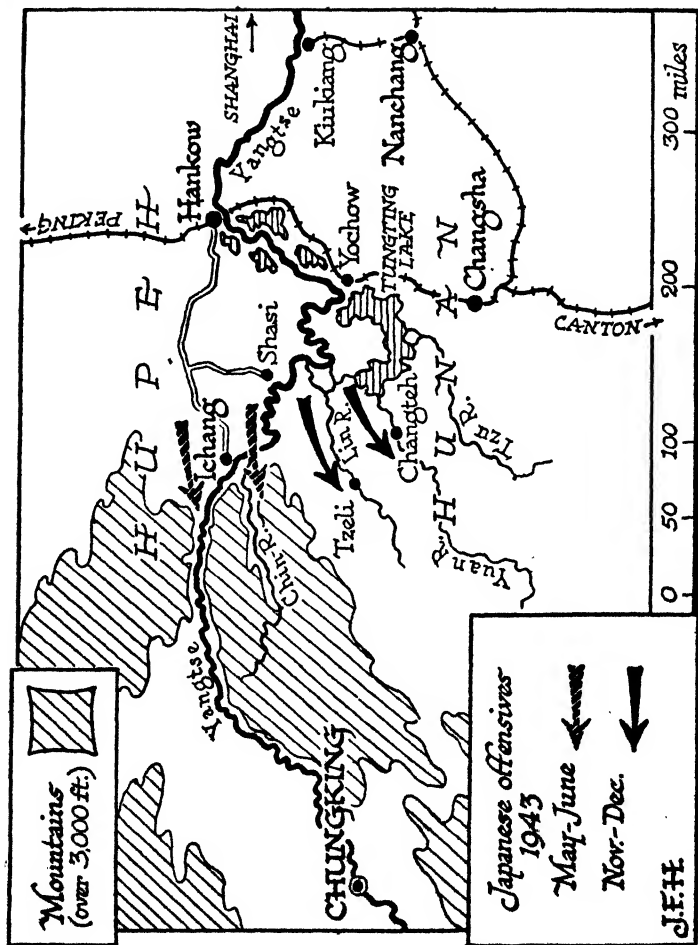 Mountains
(over 3,000 ft.)
PEKING
HUPEH
Hankow
SHANGHAI
Yangtse
Kiukiang
Nanchang
Ichang
Shasi
Yochow
TUNGTING
LAKE
Yangtse
Chin-R.
Lin R.
Tzeli
Changteh
HUNAN
Changsha
Tzu R.
Yuan R.
CANTON
CHUNGKING
Japanese offensives
1943
May-June
Nov.-Dec.
J.F.H.
0 50 100 200 300 miles